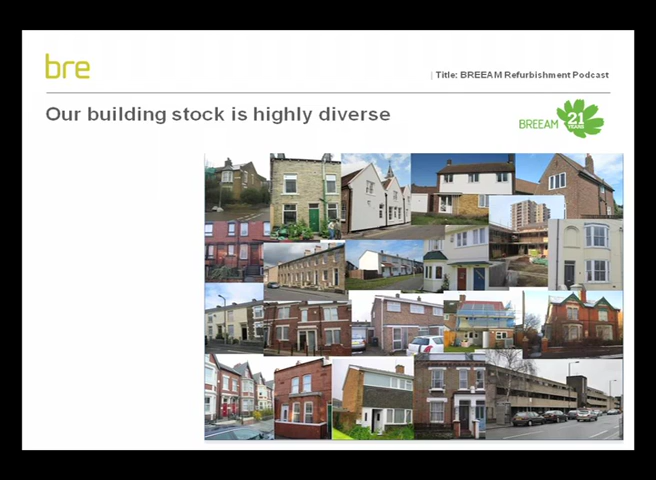 bre
| Title: BREEAM Refurbishment Podcast
Our building stock is highly diverse
BREEAM 21
YEARS